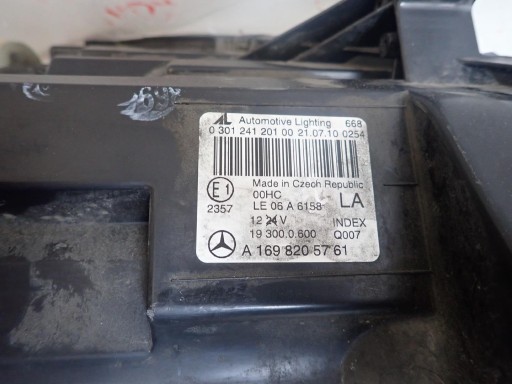 AL Automotive Lighting 668
0 301 241 201 00 21.07.10 0254
Made in Czech Republic
E1 00HC LA
2357 LE 06 A 6158
12 24 V INDEX
19 300.0.600 Q007
A 169 820 57 61